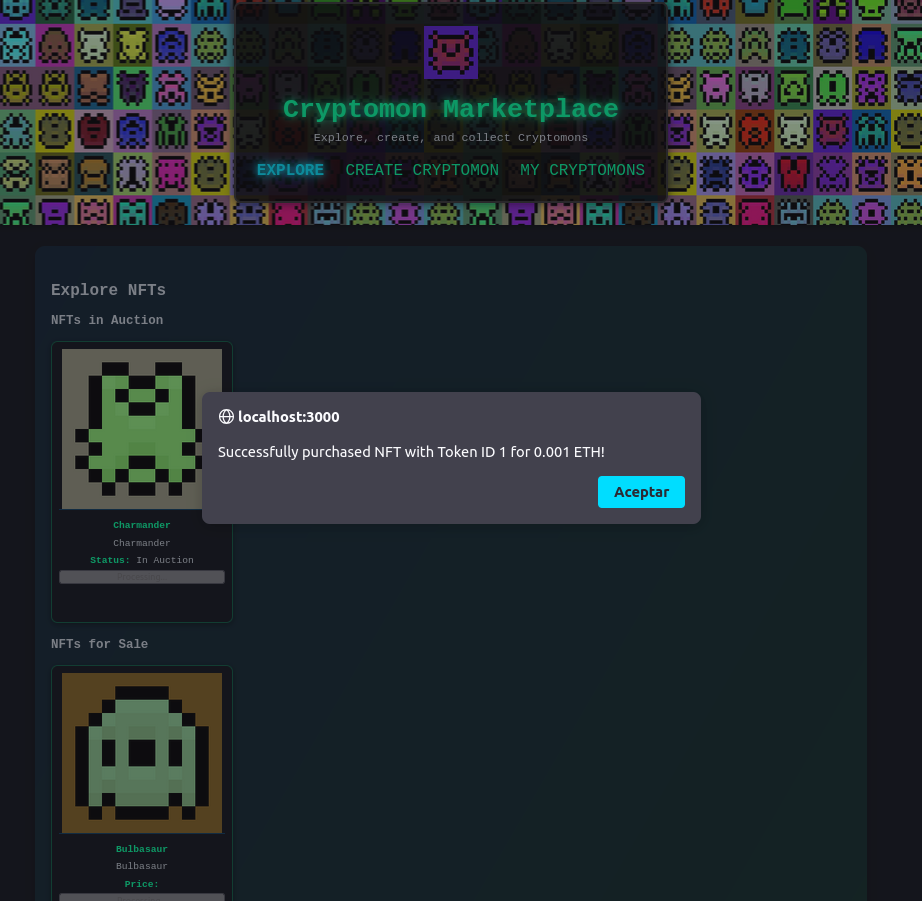 Cryptomon Marketplace
Explore, create, and collect Cryptomons
EXPLORE CREATE CRYPTOMON MY CRYPTOMONS
Explore NFTs
NFTs in Auction
localhost:3000
Successfully purchased NFT with Token ID 1 for 0.001 ETH!
Aceptar
Charmander
Charmander
Status: In Auction
NFTs for Sale
Bulbasaur
Bulbasaur
Price: